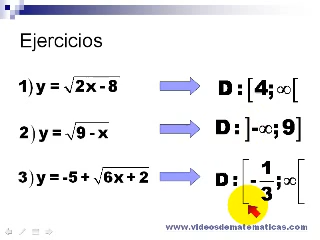 Ejercicios
1) y = √2x - 8 D : [4;∞[
2) y = √9 - x D : ]-∞;9]
3) y = -5 + √6x + 2 D : [-1/3;∞[
www.videosdematematicas.com